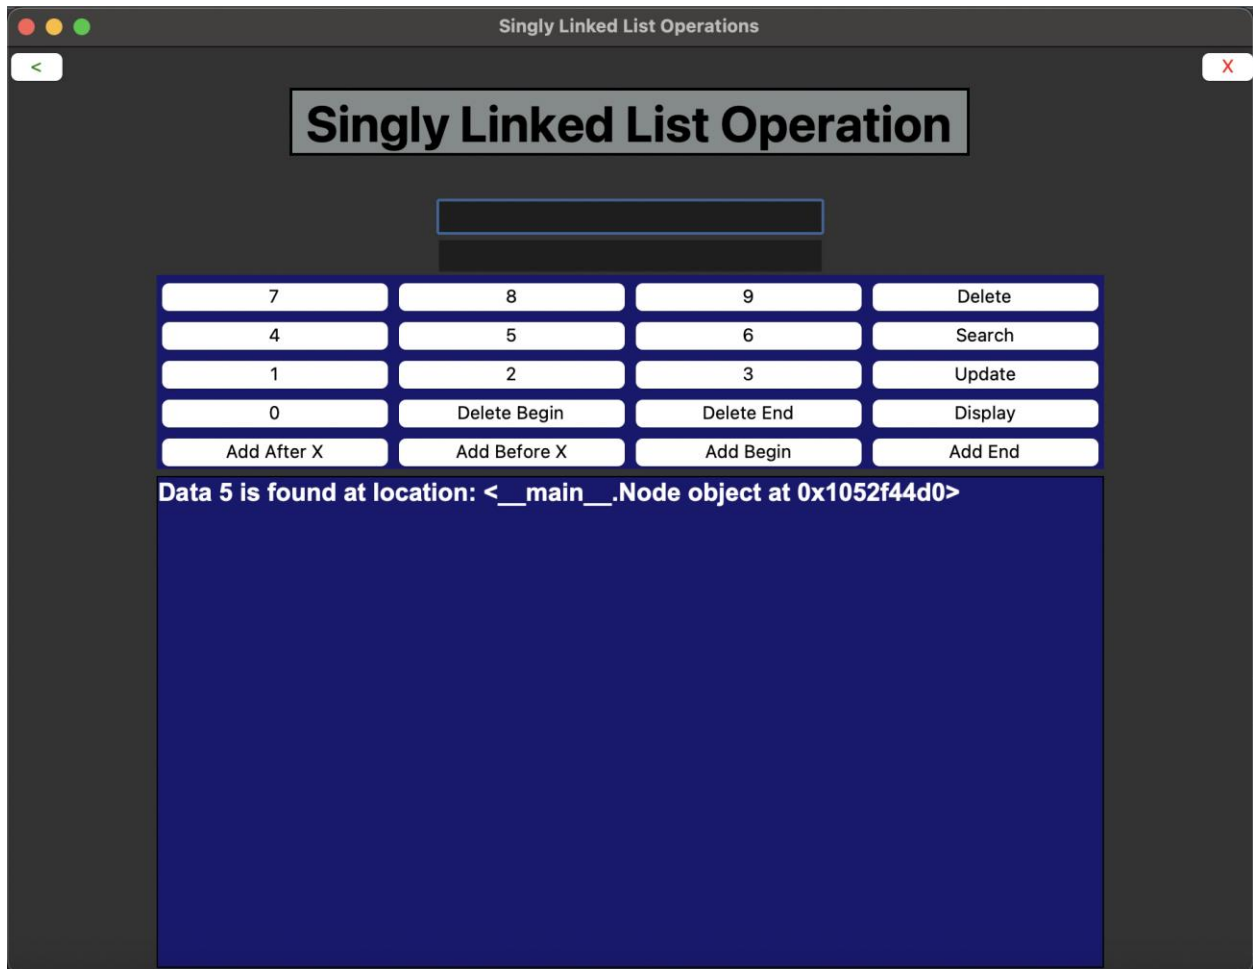 Singly Linked List Operations
<
X
Singly Linked List Operation
7 8 9 Delete
4 5 6 Search
1 2 3 Update
0 Delete Begin Delete End Display
Add After X Add Before X Add Begin Add End
Data 5 is found at location: <__main__.Node object at 0x1052f44d0>